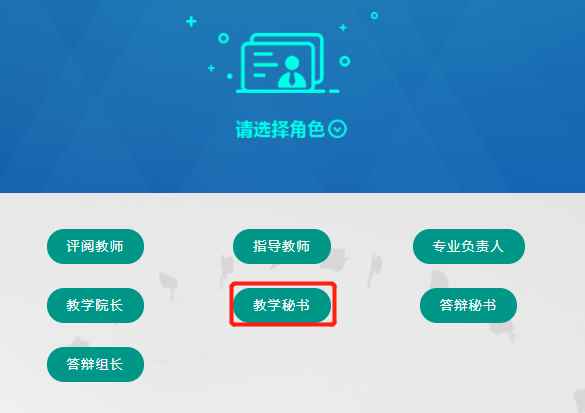 请选择角色
评阅教师
指导教师
专业负责人
教学院长
教学秘书
答辩秘书
答辩组长